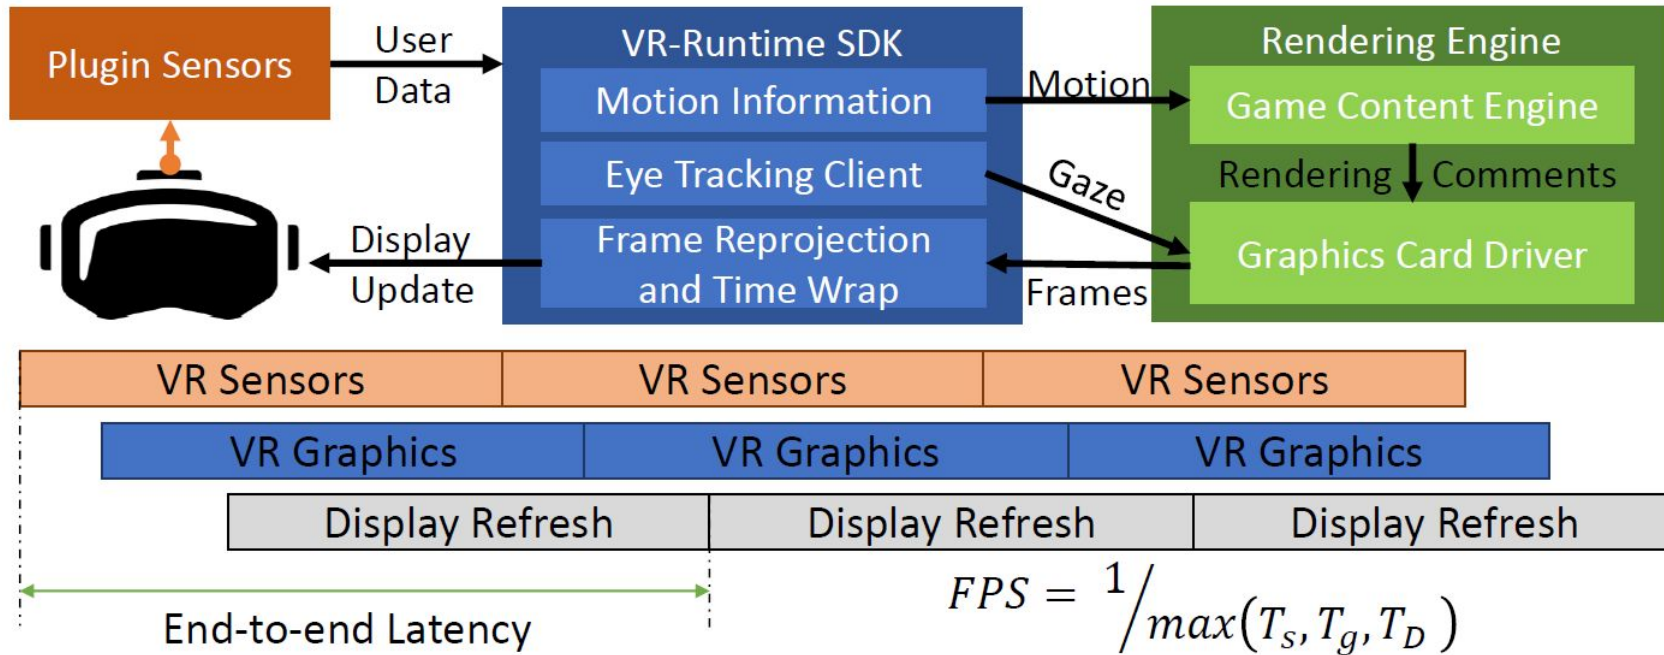 Plugin Sensors
User
Data
VR-Runtime SDK
Motion Information
Eye Tracking Client
Frame Reprojection
and Time Wrap
Motion
Gaze
Frames
Rendering Engine
Game Content Engine
Rendering Comments
Graphics Card Driver
Display
Update
VR Sensors VR Sensors VR Sensors
VR Graphics VR Graphics VR Graphics
Display Refresh Display Refresh Display Refresh
End-to-end Latency
FPS = 1/max(T_s, T_g, T_D)